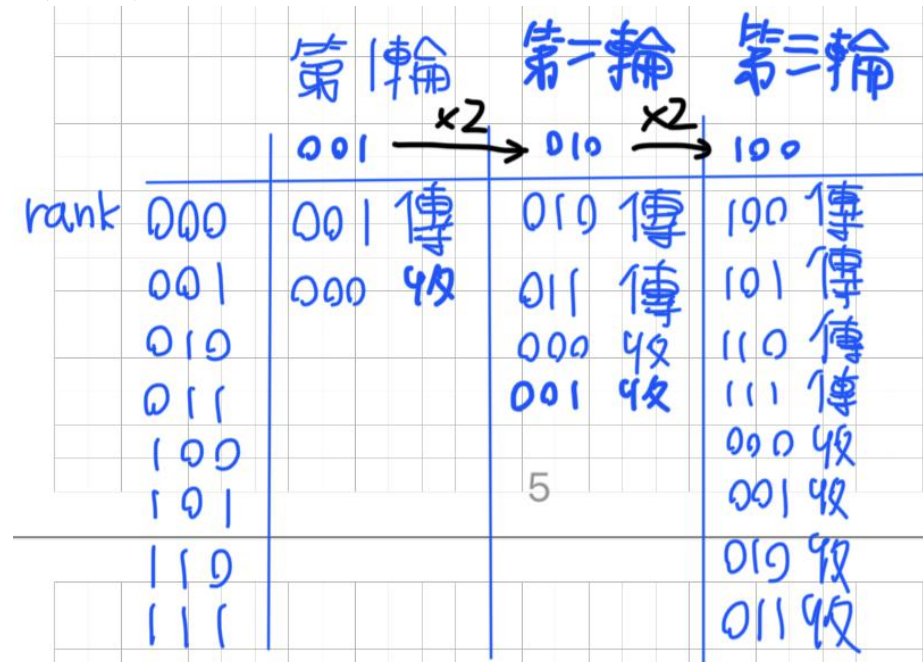 第1輪 第二輪 第三輪
001 ×2 010 ×2 100
rank 000 001 傳 010 傳 100 傳
001 000 收 011 傳 101 傳
010 000 收 110 傳
011 001 收 111 傳
100 000 收
101 5 001 收
110 010 收
111 011 收